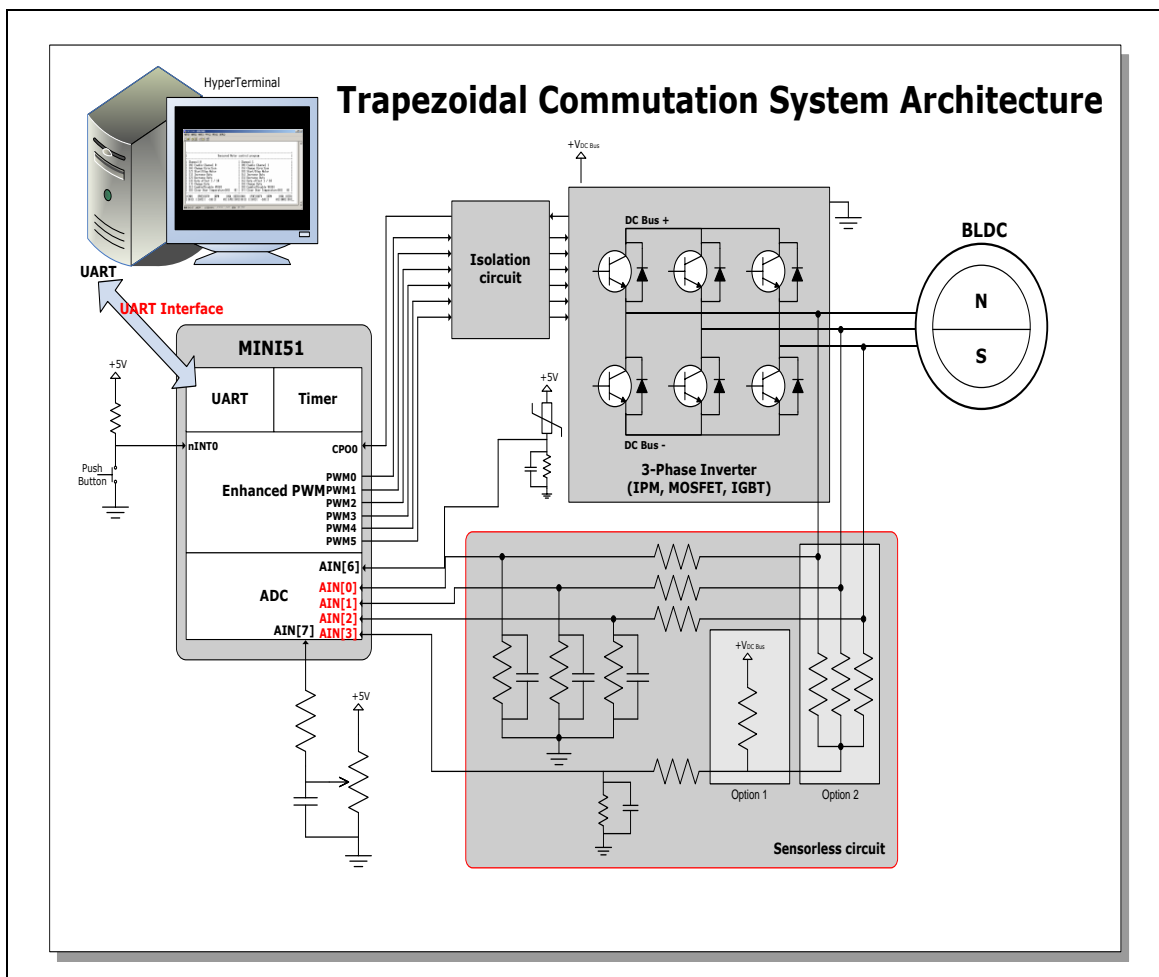 HyperTerminal
Trapezoidal Commutation System Architecture
+VDC Bus
DC Bus +
BLDC
Isolation
circuit
N
S
UART
UART Interface
MINI51
+5V
+5V
UART
Timer
nINT0
CPO0
Push
Button
DC Bus -
3-Phase Inverter
(IPM, MOSFET, IGBT)
Enhanced PWM
PWM0
PWM1
PWM2
PWM3
PWM4
PWM5
ADC
AIN[6]
AIN[0]
AIN[1]
AIN[2]
AIN[7]
AIN[3]
+VDC Bus
+5V
Option 1
Option 2
Sensorless circuit